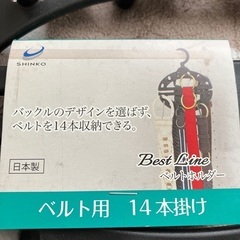 SHINKO
バックルのデザインを選ばず、
ベルトを14本収納できる。
日本製
Best Line
ベルトホルダー
ベルト用 14本掛け